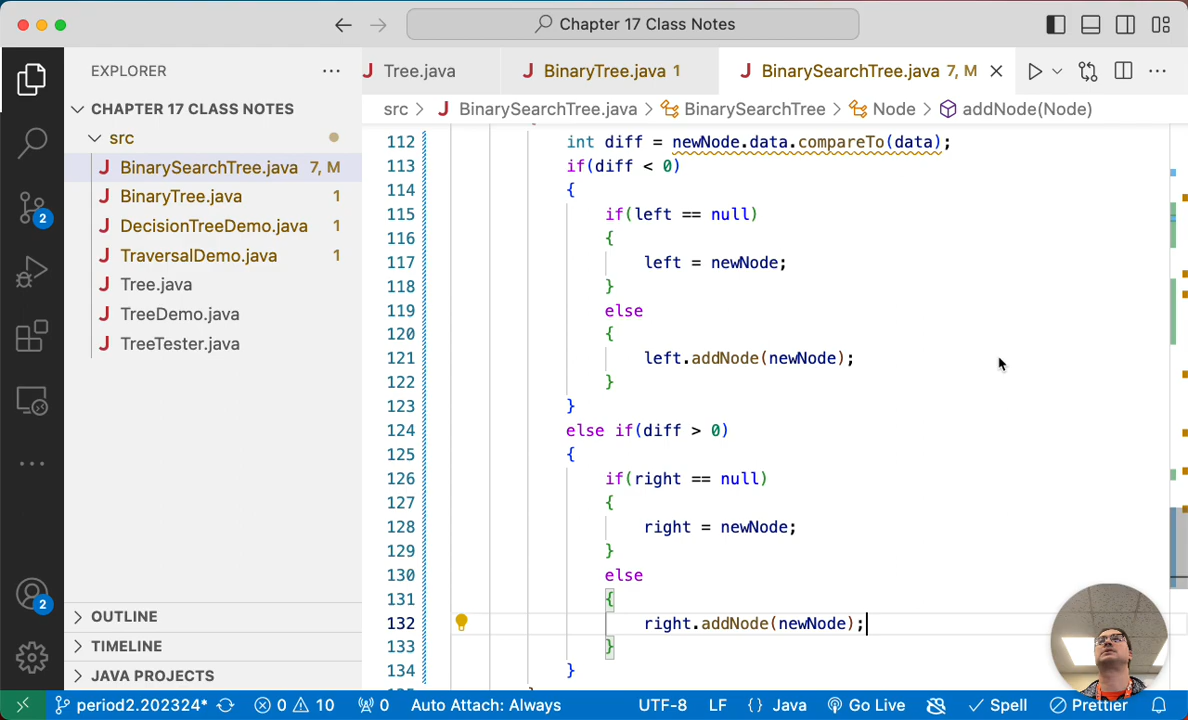 Chapter 17 Class Notes
EXPLORER
Tree.java
BinaryTree.java 1
BinarySearchTree.java 7, M
CHAPTER 17 CLASS NOTES
src > BinarySearchTree.java > BinarySearchTree > Node > addNode(Node)
src
BinarySearchTree.java 7, M
BinaryTree.java 1
DecisionTreeDemo.java 1
TraversalDemo.java 1
Tree.java
TreeDemo.java
TreeTester.java
2
112 int diff = newNode.data.compareTo(data);
113 if(diff < 0)
114 {
115 if(left == null)
116 {
117 left = newNode;
118 }
119 else
120 {
121 left.addNode(newNode);
122 }
123 }
124 else if(diff > 0)
125 {
126 if(right == null)
127 {
128 right = newNode;
129 }
130 else
131 {
132 right.addNode(newNode);
133 }
134 }
2
OUTLINE
TIMELINE
JAVA PROJECTS
period2.202324* 0 10 0 Auto Attach: Always UTF-8 LF {} Java Go Live Spell Prettier